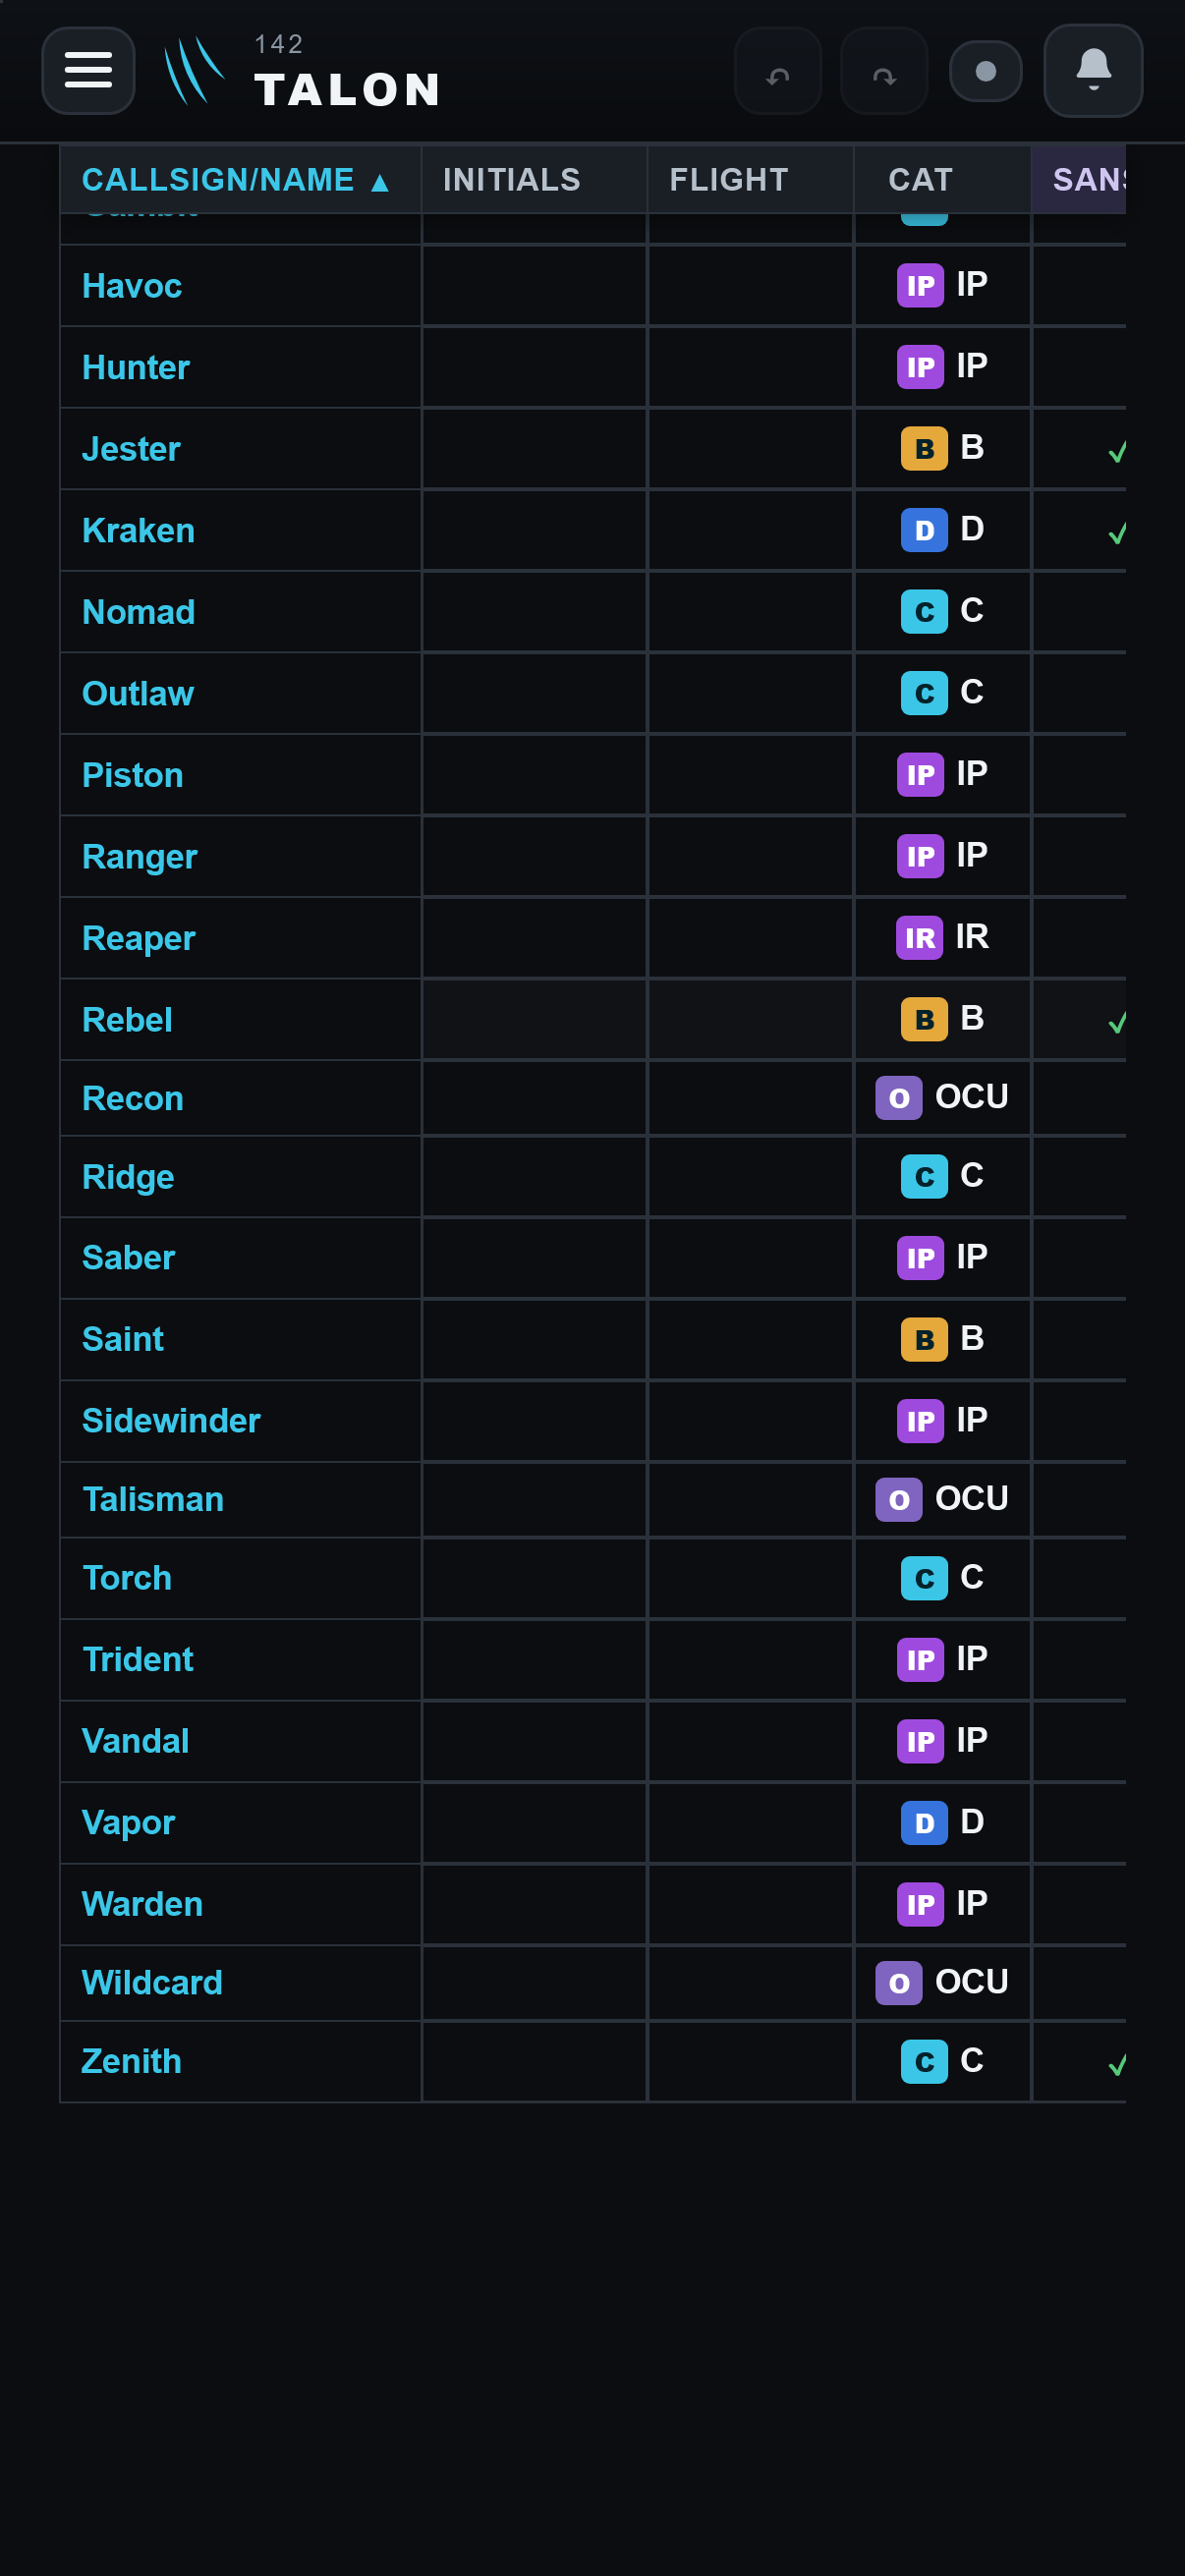 142
TALON
CALLSIGN/NAME ▲ INITIALS FLIGHT CAT
Havoc IP IP
Hunter IP IP
Jester B B ✓
Kraken D D ✓
Nomad C C
Outlaw C C
Piston IP IP
Ranger IP IP
Reaper IR IR
Rebel B B ✓
Recon O OCU
Ridge C C
Saber IP IP
Saint B B
Sidewinder IP IP
Talisman O OCU
Torch C C
Trident IP IP
Vandal IP IP
Vapor D D
Warden IP IP
Wildcard O OCU
Zenith C C ✓